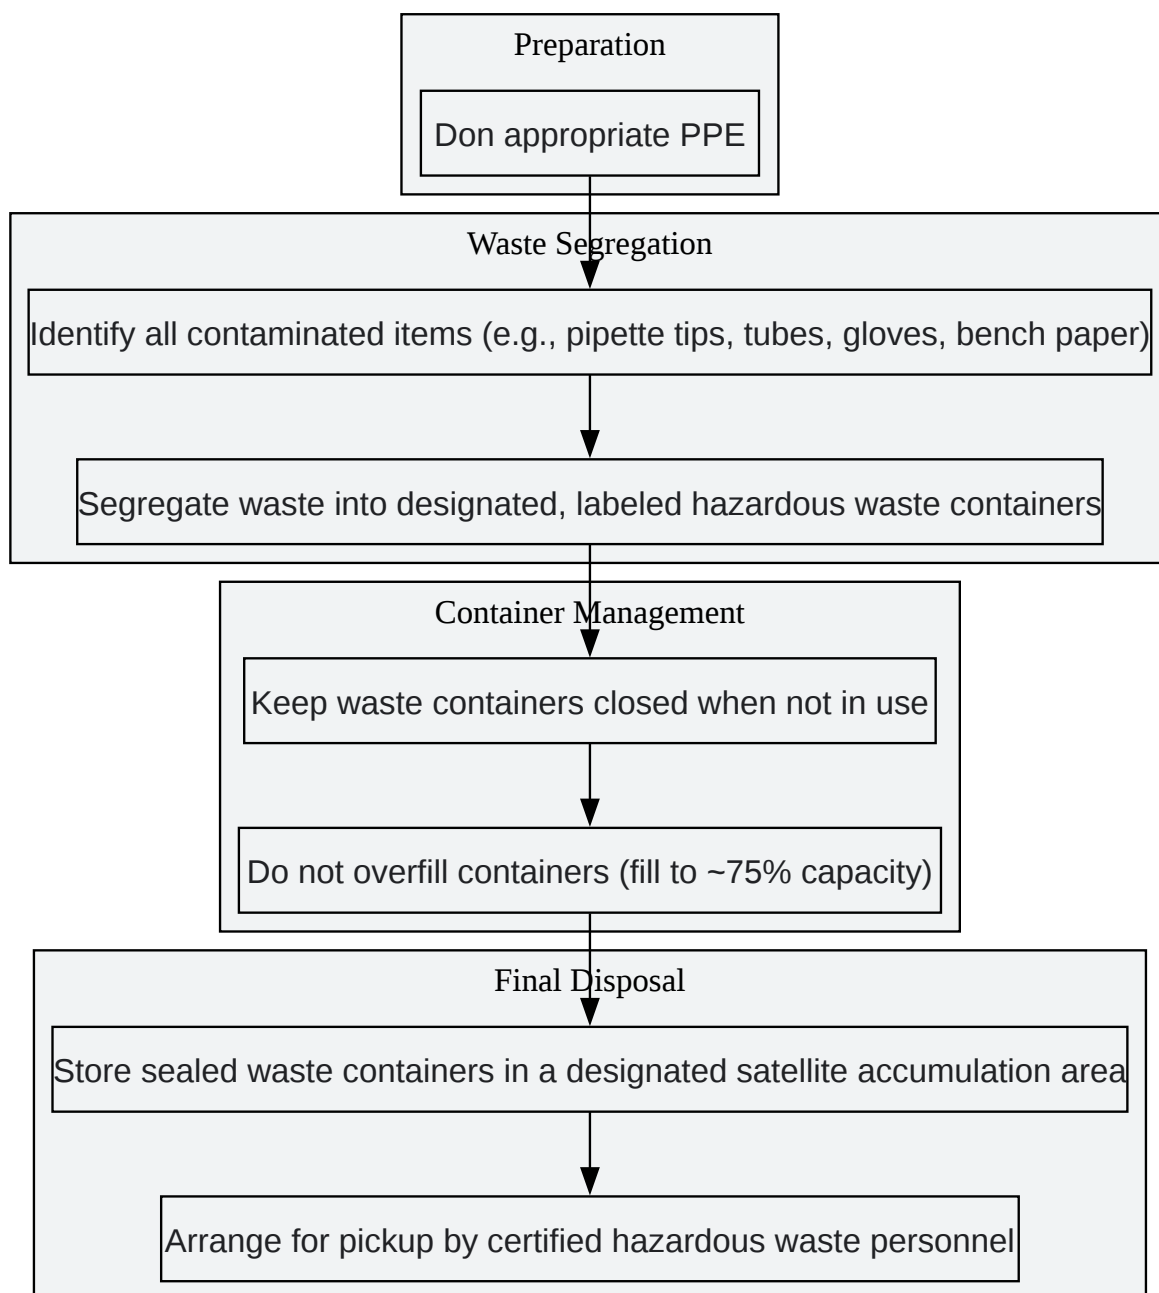 Preparation
Don appropriate PPE
Waste Segregation
Identify all contaminated items (e.g., pipette tips, tubes, gloves, bench paper)
Segregate waste into designated, labeled hazardous waste containers
Container Management
Keep waste containers closed when not in use
Do not overfill containers (fill to ~75% capacity)
Final Disposal
Store sealed waste containers in a designated satellite accumulation area
Arrange for pickup by certified hazardous waste personnel